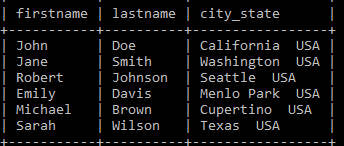 | firstname | lastname | city_state |
| John | Doe | California  USA |
| Jane | Smith | Washington  USA |
| Robert | Johnson | Seattle  USA |
| Emily | Davis | Menlo Park  USA |
| Michael | Brown | Cupertino  USA |
| Sarah | Wilson | Texas  USA |